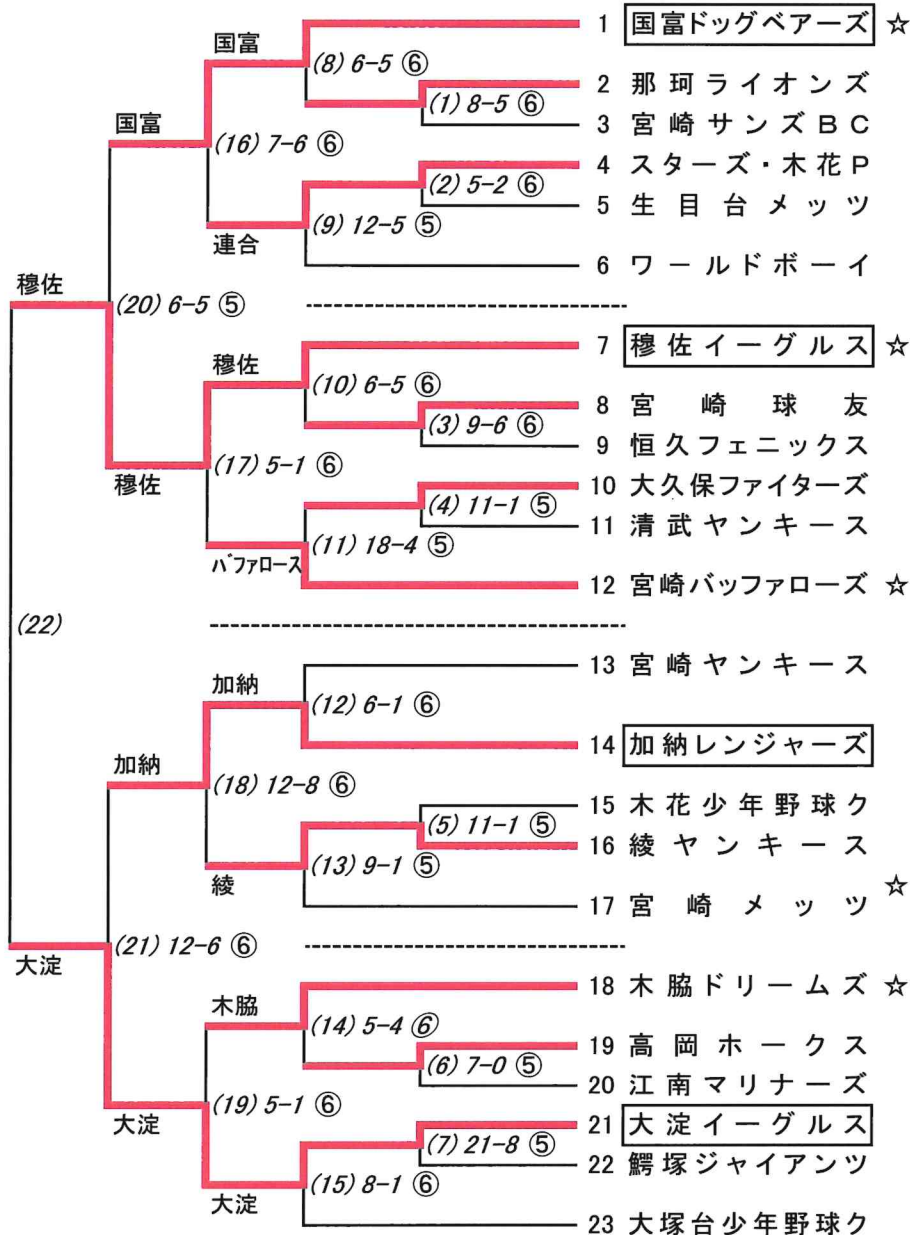 国富
1 国富ドッグベアーズ ☆
(8) 6-5 ⑥
2 那珂ライオンズ
国富
(1) 8-5 ⑥
3 宮崎サンズBC
(16) 7-6 ⑥
4 スターズ・木花P
(2) 5-2 ⑥
5 生目台メッツ
(9) 12-5 ⑤
連合
6 ワールドボーイ
穆佐
(20) 6-5 ⑤
7 穆佐イーグルス ☆
穆佐
(10) 6-5 ⑥
8 宮崎球友
(3) 9-6 ⑥
9 恒久フェニックス
(17) 5-1 ⑥
穆佐
10 大久保ファイターズ
(4) 11-1 ⑤
11 清武ヤンキース
(11) 18-4 ⑤
バファロース
12 宮崎バッファローズ ☆
(22)
13 宮崎ヤンキース
加納
(12) 6-1 ⑥
14 加納レンジャーズ
加納
(18) 12-8 ⑥
15 木花少年野球ク
(5) 11-1 ⑤
16 綾ヤンキース
(13) 9-1 ⑤
綾
☆
17 宮崎メッツ
(21) 12-6 ⑥
大淀
18 木脇ドリームズ ☆
木脇
(14) 5-4 ⑥
19 高岡ホークス
(6) 7-0 ⑤
20 江南マリナーズ
(19) 5-1 ⑥
大淀
21 大淀イーグルス
(7) 21-8 ⑤
22 鰐塚ジャイアンツ
(15) 8-1 ⑥
大淀
23 大塚台少年野球ク